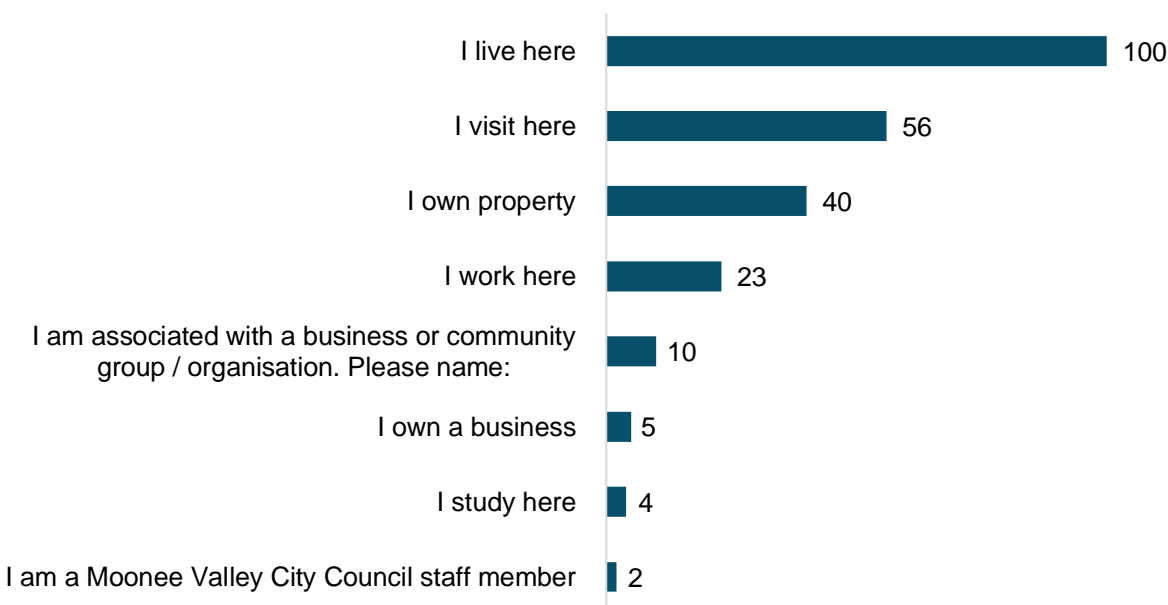 I live here
100
I visit here
56
I own property
40
I work here
23
I am associated with a business or community
group / organisation. Please name:
10
I own a business
5
I study here
4
I am a Moonee Valley City Council staff member
2